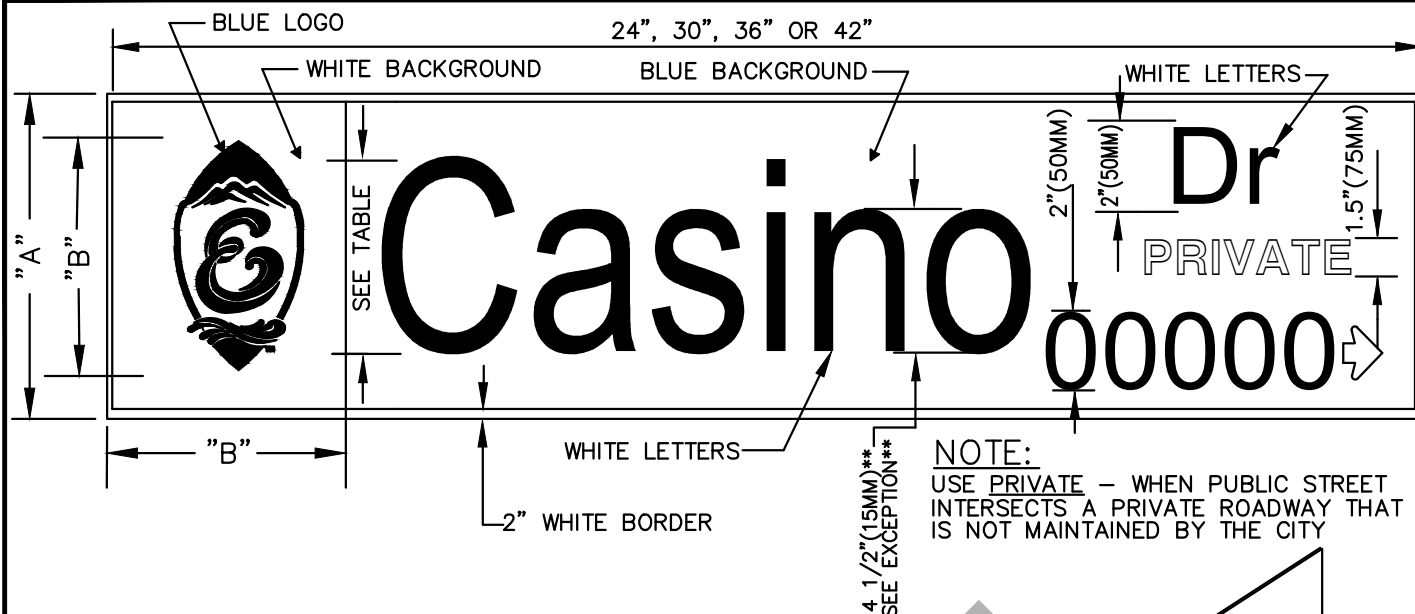 BLUE LOGO
24”, 30”, 36” OR 42”
WHITE BACKGROUND
BLUE BACKGROUND
WHITE LETTERS
”A”
”B”
&
SEE TABLE
Casino
2”(50MM)
2”(50MM)
Dr
1.5”(75MM)
PRIVATE
00000
”B”
WHITE LETTERS
2” WHITE BORDER
4 1/2”(15MM)**
SEE EXCEPTION**
NOTE:
USE PRIVATE – WHEN PUBLIC STREET
INTERSECTS A PRIVATE ROADWAY THAT
IS NOT MAINTAINED BY THE CITY